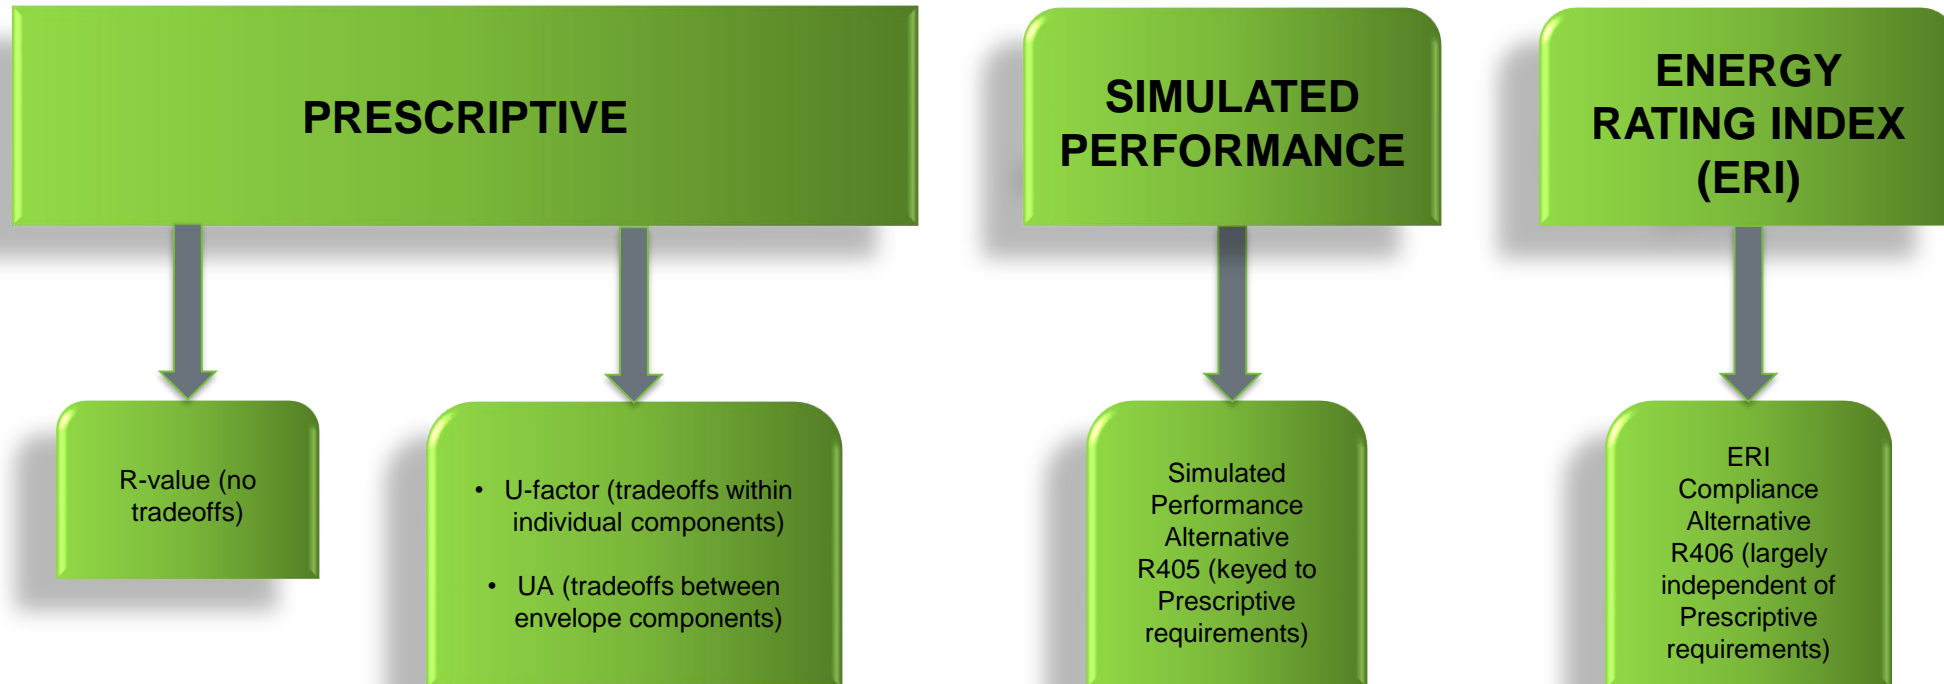 PRESCRIPTIVE
SIMULATED
PERFORMANCE
ENERGY
RATING INDEX
(ERI)
R-value (no
tradeoffs)
• U-factor (tradeoffs within
individual components)
• UA (tradeoffs between
envelope components)
Simulated
Performance
Alternative
R405 (keyed to
Prescriptive
requirements)
ERI
Compliance
Alternative
R406 (largely
independent of
Prescriptive
requirements)